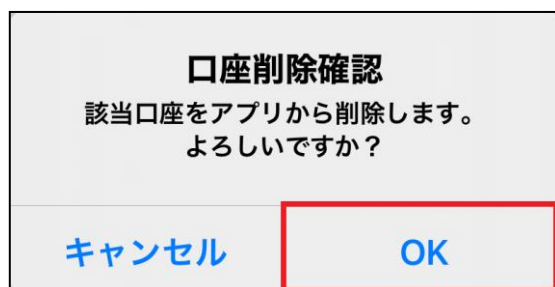 口座削除確認
該当口座をアプリから削除します。
よろしいですか？
キャンセル
OK